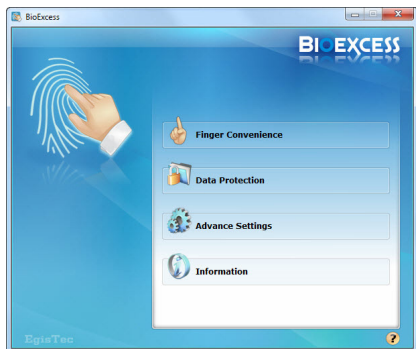 BioExcess
BIOEXCESS
Finger Convenience
Data Protection
Advance Settings
Information
EgisTec
?